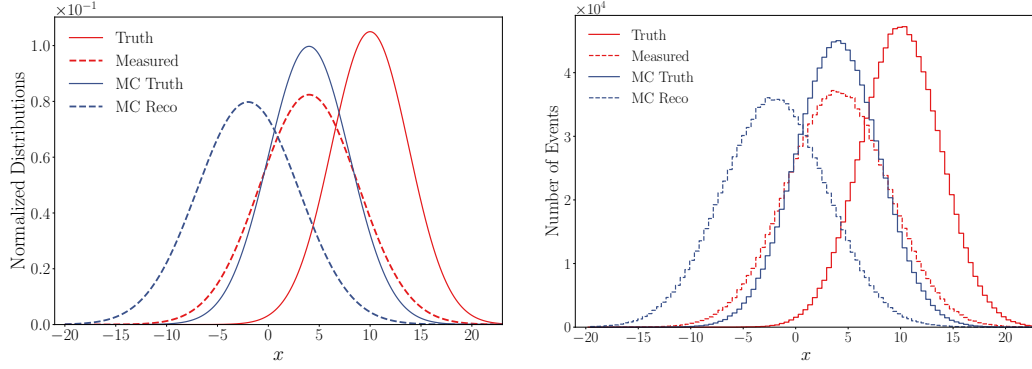 ×10⁻¹
Normalized Distributions
1.0
0.8
0.6
0.4
0.2
0.0
Truth
Measured
MC Truth
MC Reco
−20 −15 −10 −5 0 5 10 15 20
x
×10⁴
Number of Events
4
3
2
1
0
Truth
Measured
MC Truth
MC Reco
−20 −15 −10 −5 0 5 10 15 20
x